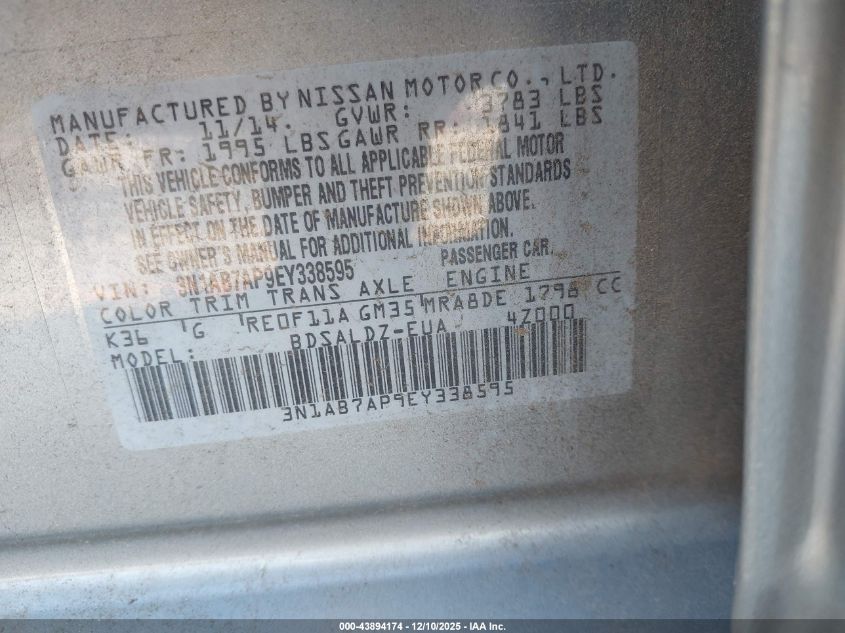 MANUFACTURED BY NISSAN MOTOR CO., LTD.
DATE: 11/14. GVWR: 3783 LBS
GAWR FR: 1995 LBS GAWR RR: 1841 LBS
THIS VEHICLE CONFORMS TO ALL APPLICABLE FEDERAL MOTOR
VEHICLE SAFETY, BUMPER AND THEFT PREVENTION STANDARDS
IN EFFECT ON THE DATE OF MANUFACTURE SHOWN ABOVE.
SEE OWNER'S MANUAL FOR ADDITIONAL INFORMATION.
VIN: 3N1AB7AP9EY338595 PASSENGER CAR.
COLOR TRIM TRANS AXLE ENGINE
K36 G RE0F11A GM35 MRA8DE 1798 CC
MODEL: BDSALDZ-EUA 4Z000
3N1AB7AP9EY338595
000-43894174 | 12/10/2025 - IAA Inc.